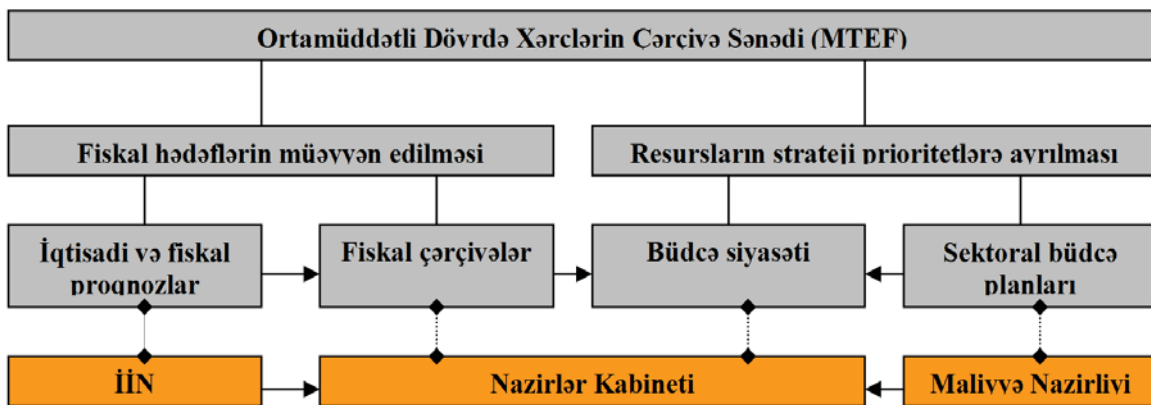 Ortamüddətli Dövrdə Xərclərin Çərçivə Sənədi (MTEF)
Fiskal hədəflərin müəyyən edilməsi
Resursların strateji prioritetlərə ayrılması
İqtisadi və fiskal
proqnozlar
Fiskal çərçivələr
Büdcə siyasəti
Sektoral büdcə
planları
İİN
Nazirlər Kabineti
Maliyyə Nazirliyi